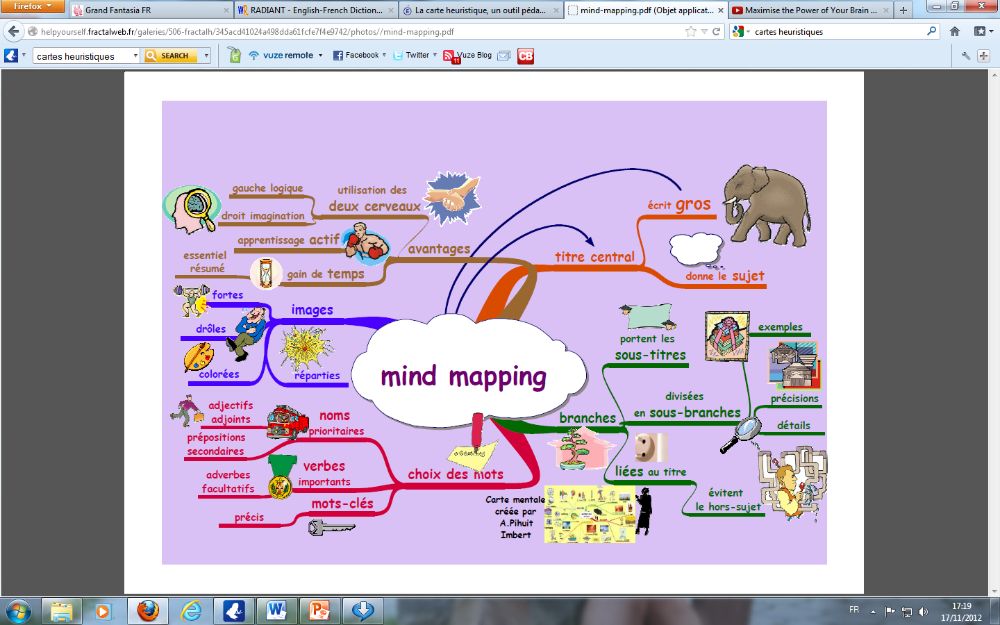 Firefox
Grand Fantasia FR
RADIANT - English-French Diction...
La carte heuristique, un outil péda...
mind-mapping.pdf (Objet applicat...
Maximise the Power of Your Brain ...
helpyourself.fractalweb.fr/galeries/506-fractalh/345acd41024a498dda61fcfe7f4e9742/photos//mind-mapping.pdf
cartes heuristiques
cartes heuristiques
SEARCH
vuze remote
Facebook
Twitter
11
Vuze Blog
CB
gauche logique
droit imagination
utilisation des
deux cerveaux
apprentissage actif
essentiel
résumé
gain de temps
avantages
écrit gros
titre central
donne le sujet
fortes
drôles
colorées
images
réparties
mind mapping
portent les
sous-titres
exemples
divisées
en sous-branches
précisions
détails
branches
liées au titre
évitent
le hors-sujet
adjectifs
adjoints
prépositions
secondaires
noms
prioritaires
adverbes
facultatifs
verbes
importants
mots-clés
précis
choix des mots
Carte mentale
créée par
A.Pihuit
Imbert
FR
17:19
17/11/2012